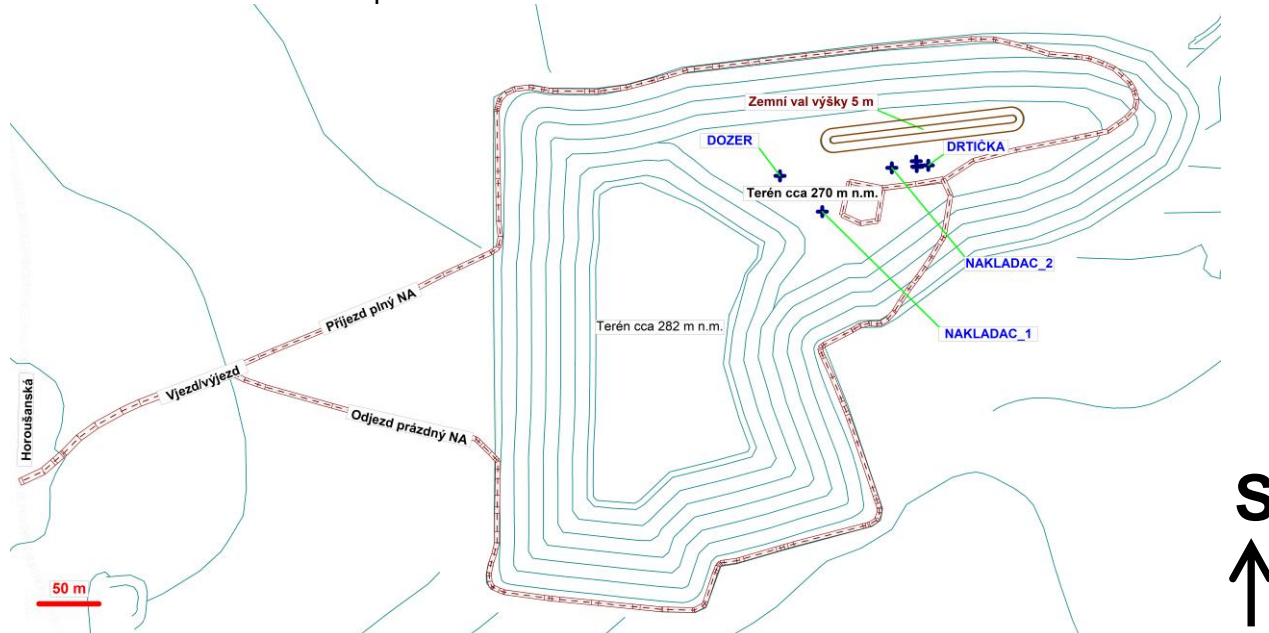 Zemní val výšky 5 m
DOZER
DRTIČKA
Terén cca 270 m n.m.
NAKLADAC_2
Příjezd plný NA
Terén cca 282 m n.m.
NAKLADAC_1
Vjezd/výjezd
Horoušanská
Odjezd prázdný NA
S
50 m